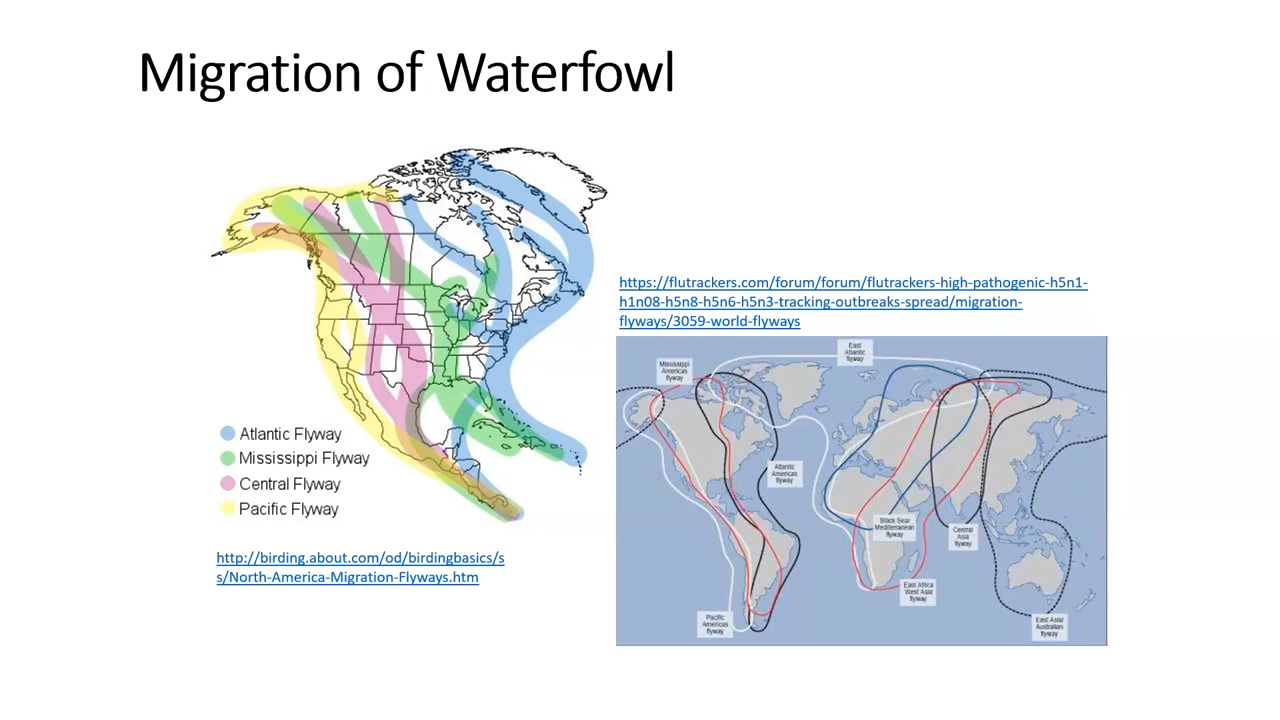 Migration of Waterfowl
Atlantic Flyway
Mississippi Flyway
Central Flyway
Pacific Flyway
http://birding.about.com/od/birdingbasics/s
s/North-America-Migration-Flyways.htm
https://flutrackers.com/forum/forum/flutrackers-high-pathogenic-h5n1-
h1n08-h5n8-h5n6-h5n3-tracking-outbreaks-spread/migration-
flyways/3059-world-flyways
East
Atlantic
flyway
Mississippi
Americas
flyway
Atlantic
Americas
flyway
Black Sea/
Mediterranean
flyway
Central
Asia
flyway
East Africa
West Asia
flyway
Pacific
Americas
flyway
East Asia/
Australian
flyway